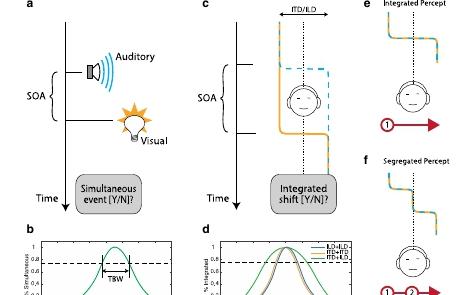 a
Auditory
SOA
Visual
Time
Simultaneous
event [Y/N]?
b
% Simultaneous
1
0.8
0.6
0.4
TBW
c
ITD/ILD
SOA
Time
Integrated
shift [Y/N]?
d
% Integrated
1
0.8
0.6
0.4
ILD+ILD
ITD+ITD
ITD+ILD
e
Integrated Percept
1
f
Segregated Percept
1
2